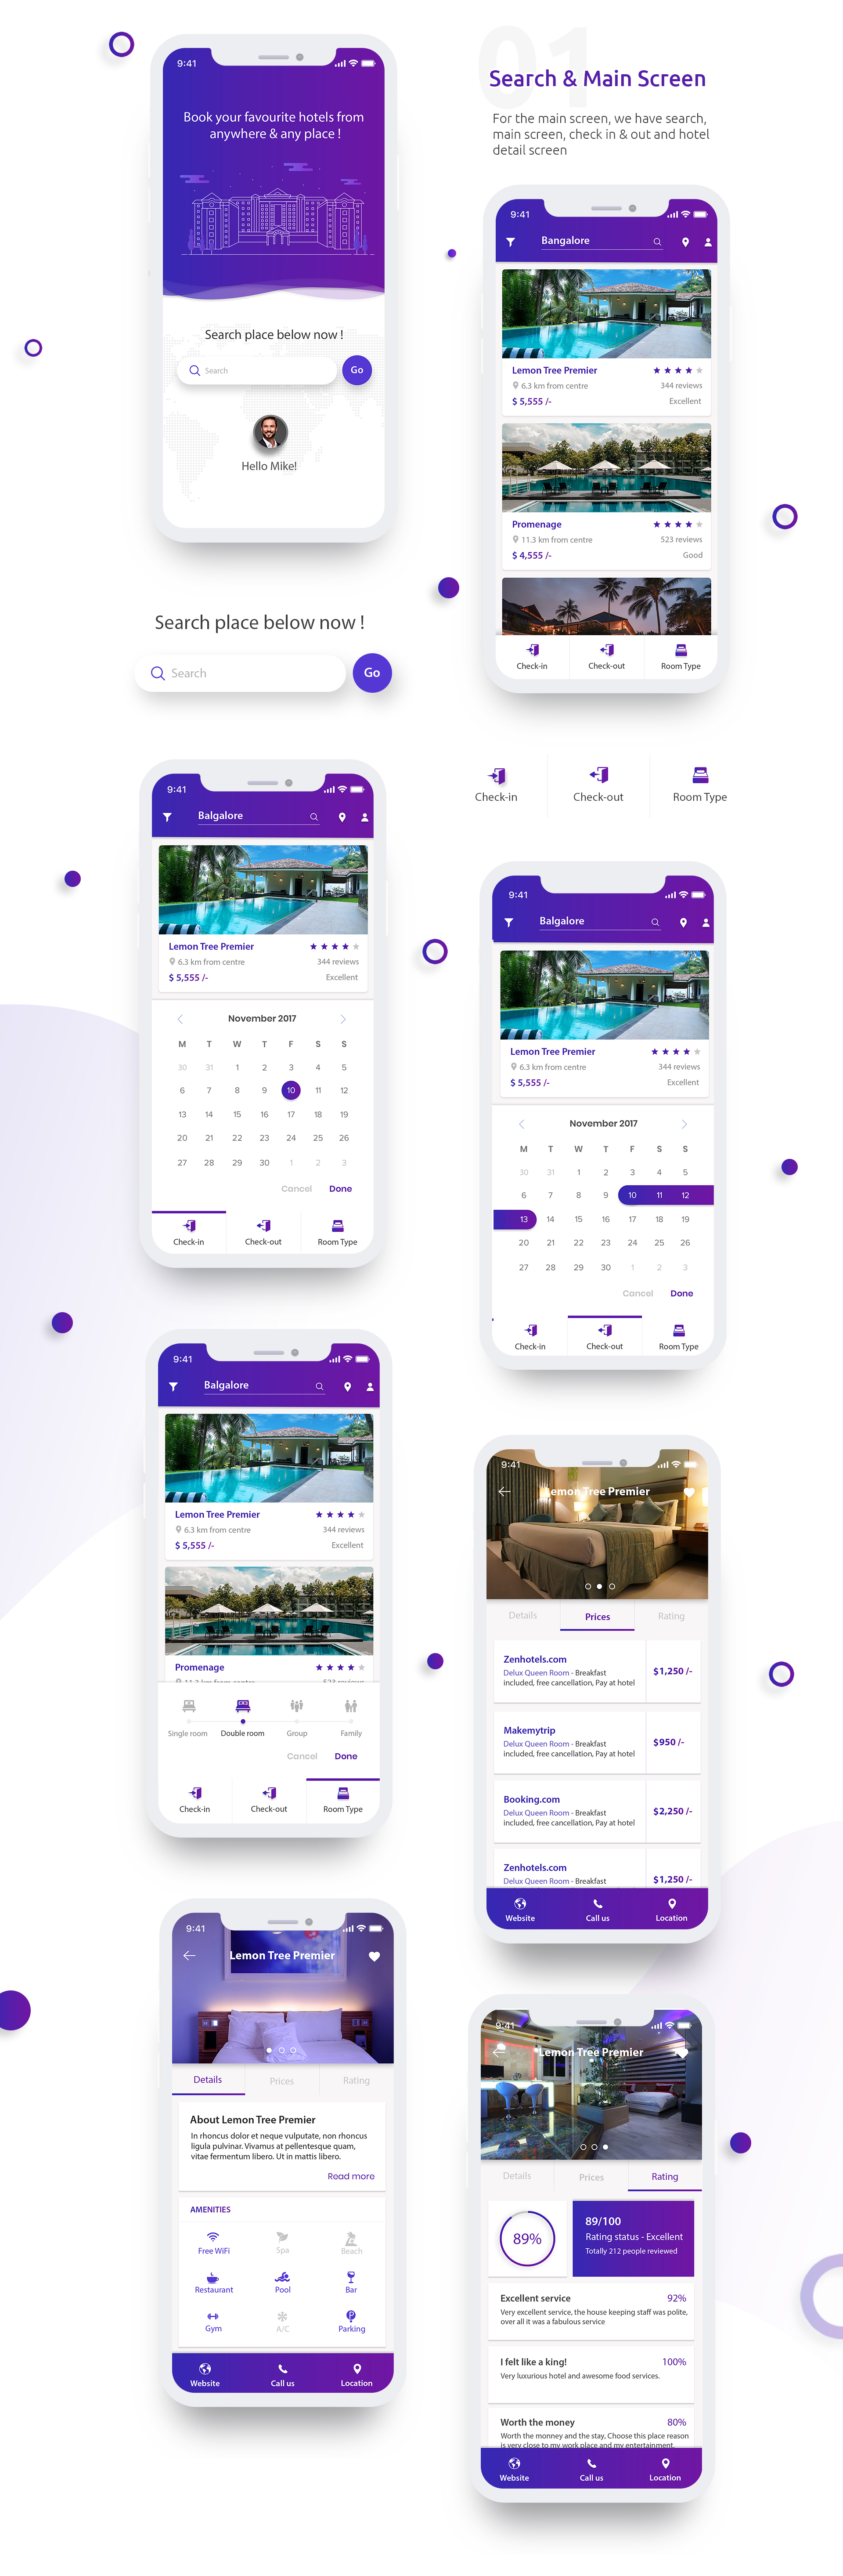 9:41
Book your favourite hotels from
anywhere & any place !
Search place below now !
Search
Go
Hello Mike!
01
Search & Main Screen
For the main screen, we have search,
main screen, check in & out and hotel
detail screen
9:41
Bangalore
Lemon Tree Premier
6.3 km from centre
344 reviews
$ 5,555 /-
Excellent
Promenage
11.3 km from centre
523 reviews
$ 4,555 /-
Good
Check-in
Check-out
Room Type
Search place below now !
Search
Go
Check-in
Check-out
Room Type
9:41
Balgalore
Lemon Tree Premier
6.3 km from centre
344 reviews
$ 5,555 /-
Excellent
November 2017
M T W T F S S
30 31 1 2 3 4 5
6 7 8 9 10 11 12
13 14 15 16 17 18 19
20 21 22 23 24 25 26
27 28 29 30 1 2 3
Cancel Done
Check-in
Check-out
Room Type
9:41
Balgalore
Lemon Tree Premier
6.3 km from centre
344 reviews
$ 5,555 /-
Excellent
November 2017
M T W T F S S
30 31 1 2 3 4 5
6 7 8 9 10 11 12
13 14 15 16 17 18 19
20 21 22 23 24 25 26
27 28 29 30 1 2 3
Cancel Done
Check-in
Check-out
Room Type
9:41
Balgalore
Lemon Tree Premier
6.3 km from centre
344 reviews
$ 5,555 /-
Excellent
Promenage
11.3 km from centre
523 reviews
Single room
Double room
Group
Family
Cancel Done
Check-in
Check-out
Room Type
9:41
Lemon Tree Premier
Details
Prices
Rating
Zenhotels.com
Delux Queen Room - Breakfast
included, free cancellation, Pay at hotel
$1,250 /-
Makemytrip
Delux Queen Room - Breakfast
included, free cancellation, Pay at hotel
$950 /-
Booking.com
Delux Queen Room - Breakfast
included, free cancellation, Pay at hotel
$2,250 /-
Zenhotels.com
Delux Queen Room - Breakfast
$1,250 /-
Website
Call us
Location
9:41
Lemon Tree Premier
Details
Prices
Rating
About Lemon Tree Premier
In rhoncus dolor et neque vulputate, non rhoncus
ligula pulvinar. Vivamus at pellentesque quam,
vitae fermentum libero. Ut in mattis libero.
Read more
AMENITIES
Free WiFi
Spa
Beach
Restaurant
Pool
Bar
Gym
A/C
Parking
Website
Call us
Location
9:41
Lemon Tree Premier
Details
Prices
Rating
89%
89/100
Rating status - Excellent
Totally 212 people reviewed
Excellent service
92%
Very excellent service, the house keeping staff was polite,
over all it was a fabulous service
I felt like a king!
100%
Very luxurious hotel and awesome food services.
Worth the money
80%
Worth the monney and the stay, Choose this place reason
is very close to my work place and my entertainment.
Website
Call us
Location